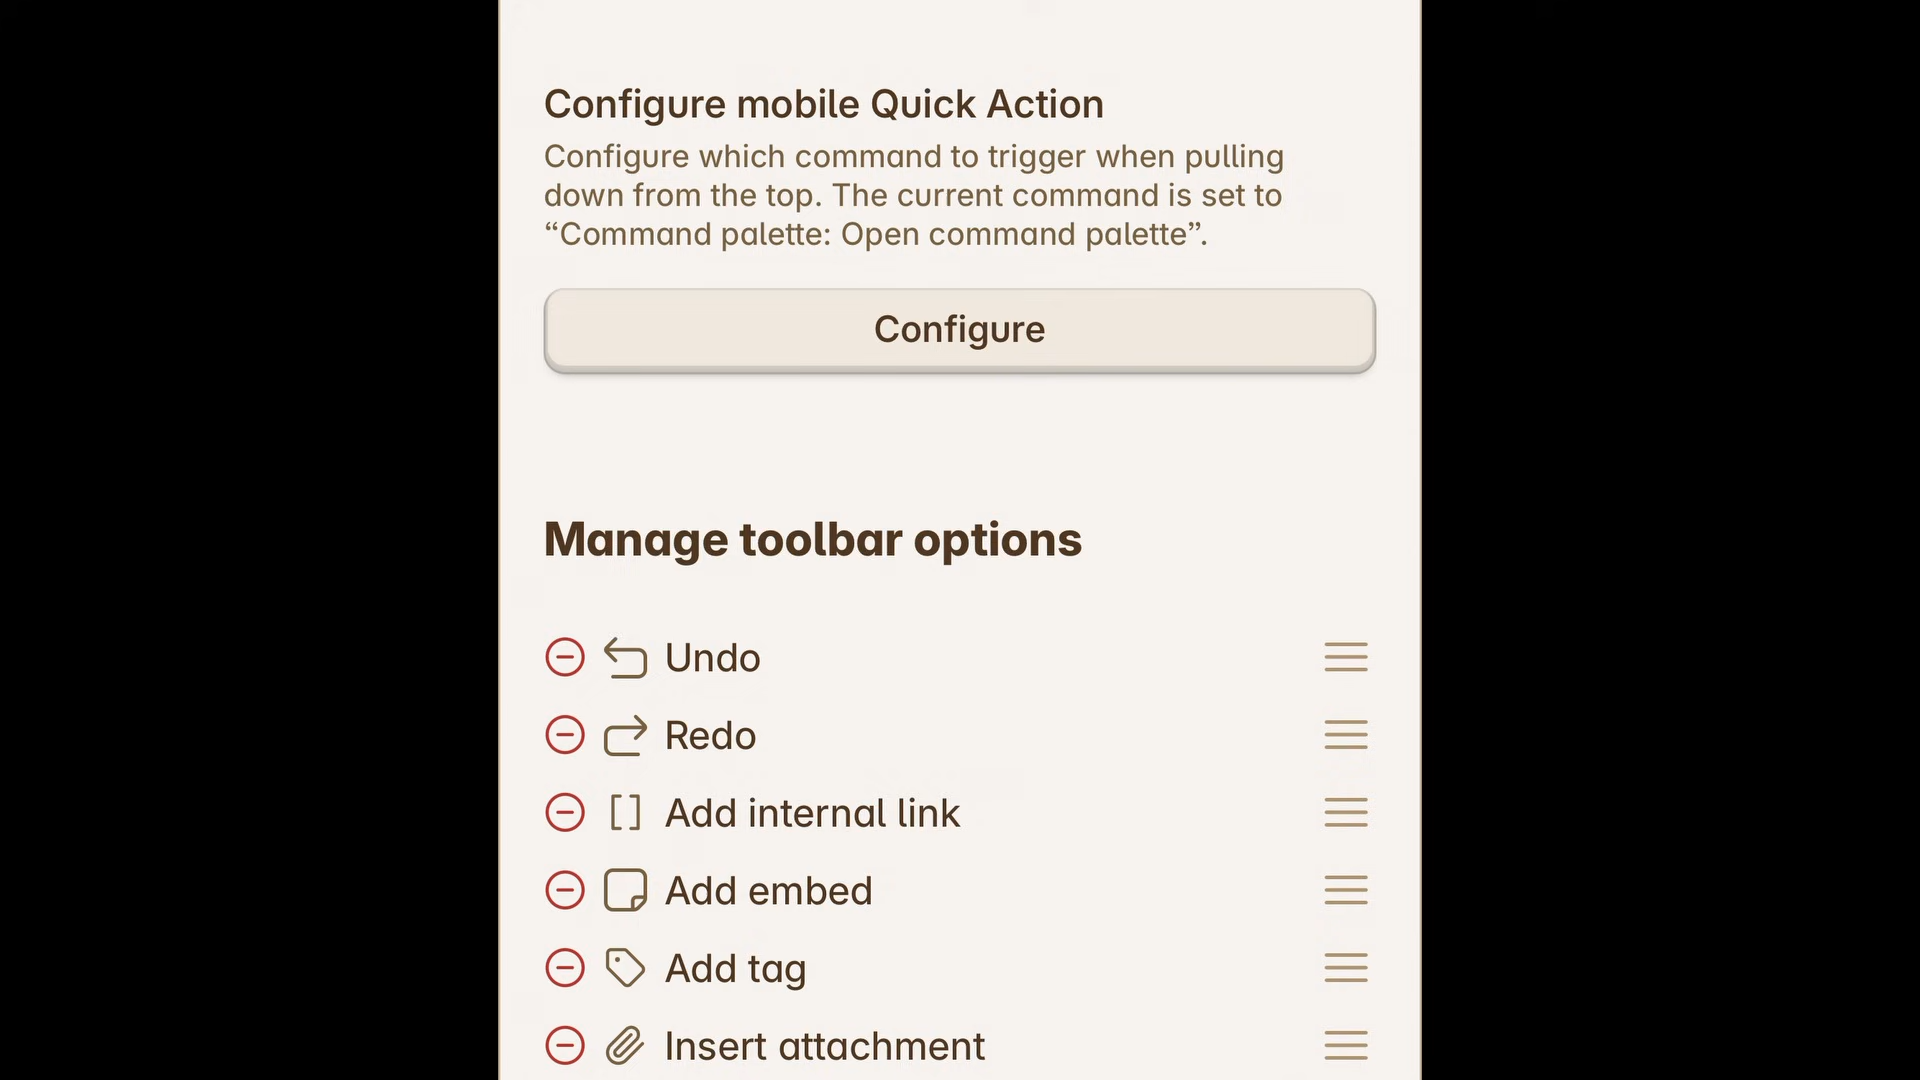 Configure mobile Quick Action
Configure which command to trigger when pulling
down from the top. The current command is set to
“Command palette: Open command palette”.
Configure
Manage toolbar options
Undo
Redo
Add internal link
Add embed
Add tag
Insert attachment